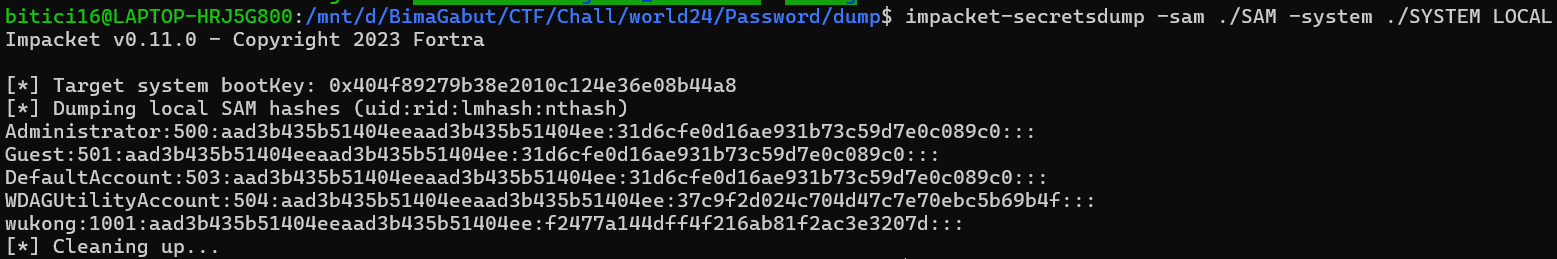 bitici16@LAPTOP-HRJ5G800:/mnt/d/BimaGabut/CTF/Chall/world24/Password/dump$ impacket-secretsdump -sam ./SAM -system ./SYSTEM LOCAL
Impacket v0.11.0 - Copyright 2023 Fortra
[*] Target system bootKey: 0x404f89279b38e2010c124e36e08b44a8
[*] Dumping local SAM hashes (uid:rid:lmhash:nthash)
Administrator:500:aad3b435b51404eeaad3b435b51404ee:31d6cfe0d16ae931b73c59d7e0c089c0:::
Guest:501:aad3b435b51404eeaad3b435b51404ee:31d6cfe0d16ae931b73c59d7e0c089c0:::
DefaultAccount:503:aad3b435b51404eeaad3b435b51404ee:31d6cfe0d16ae931b73c59d7e0c089c0:::
WDAGUtilityAccount:504:aad3b435b51404eeaad3b435b51404ee:37c9f2d024c704d47c7e70ebc5b69b4f:::
wukong:1001:aad3b435b51404eeaad3b435b51404ee:f2477a144dff4f216ab81f2ac3e3207d:::
[*] Cleaning up...